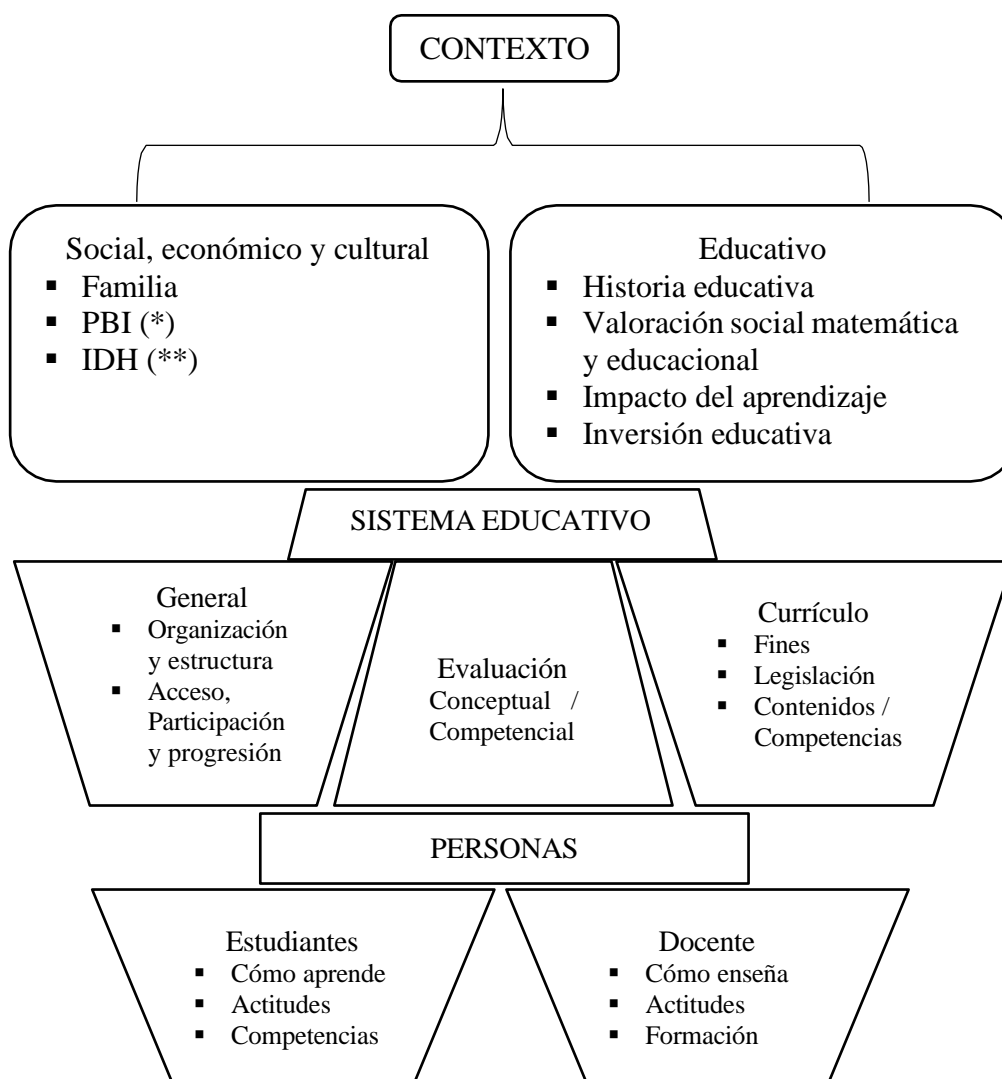 CONTEXTO
Social, económico y cultural
▪ Familia
▪ PBI (*)
▪ IDH (**)
Educativo
▪ Historia educativa
▪ Valoración social matemática
y educacional
▪ Impacto del aprendizaje
▪ Inversión educativa
SISTEMA EDUCATIVO
General
▪ Organización
y estructura
▪ Acceso,
Participación
y progresión
Evaluación
Conceptual /
Competencial
Currículo
▪ Fines
▪ Legislación
▪ Contenidos /
Competencias
PERSONAS
Estudiantes
▪ Cómo aprende
▪ Actitudes
▪ Competencias
Docente
▪ Cómo enseña
▪ Actitudes
▪ Formación